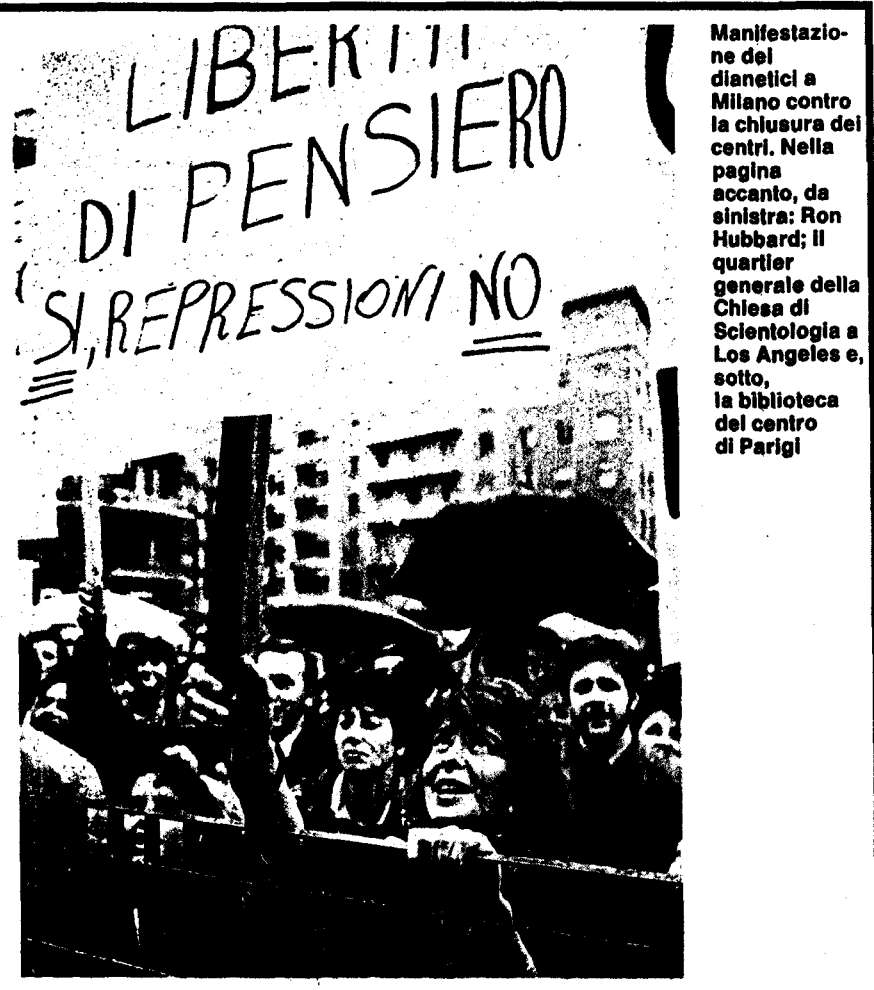 LIBERTÀ
DI PENSIERO
SI, REPRESSIONI NO
Manifestazio-
ne dei
dianetici a
Milano contro
la chiusura dei
centri. Nella
pagina
accanto, da
sinistra: Ron
Hubbard; il
quartier
generale della
Chiesa di
Scientologia a
Los Angeles e,
sotto,
la biblioteca
del centro
di Parigi